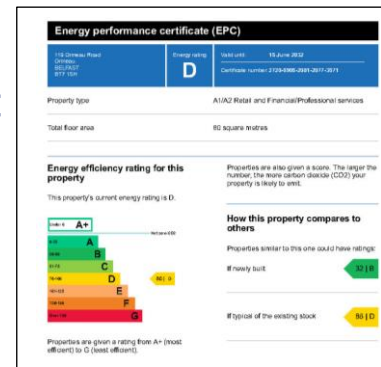 Energy performance certificate (EPC)
116 Ormeau Road
Ormeau
BELFAST
BT7 1SH
Energy rating
D
Valid until 15 June 2032
Certificate number
Property type
A1/A2 Retail and Financial/Professional services
Total floor area
80 square metres
Energy efficiency rating for this
property
This property's current energy rating is D.
A+
A
B
C
D
E
F
G
Properties are given a rating from A+ (most
efficient) to G (least efficient).
Properties are also given a score. The larger the
number, the more carbon dioxide (CO2) your
property is likely to emit.
How this property compares to
others
Properties similar to this one could have ratings:
If newly built
32 | B
If typical of the existing stock